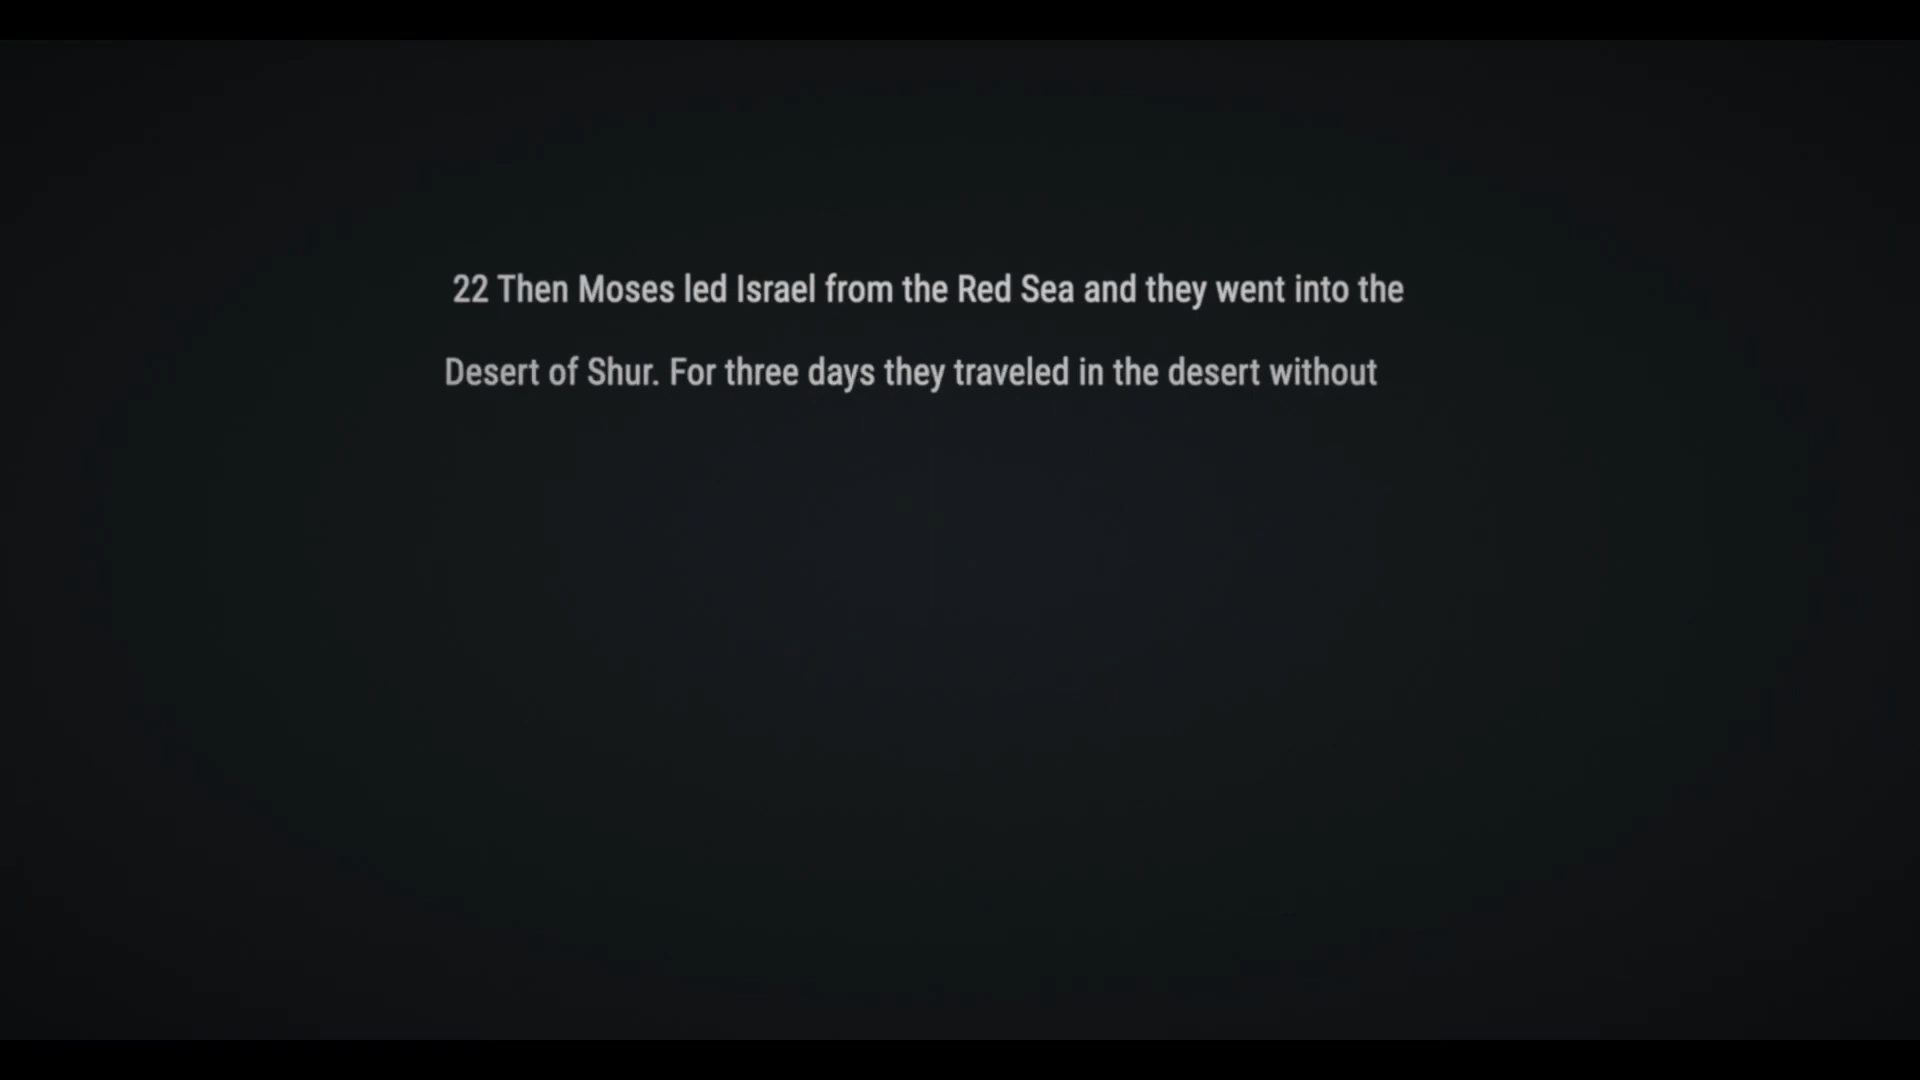 22 Then Moses led Israel from the Red Sea and they went into the
Desert of Shur. For three days they traveled in the desert without